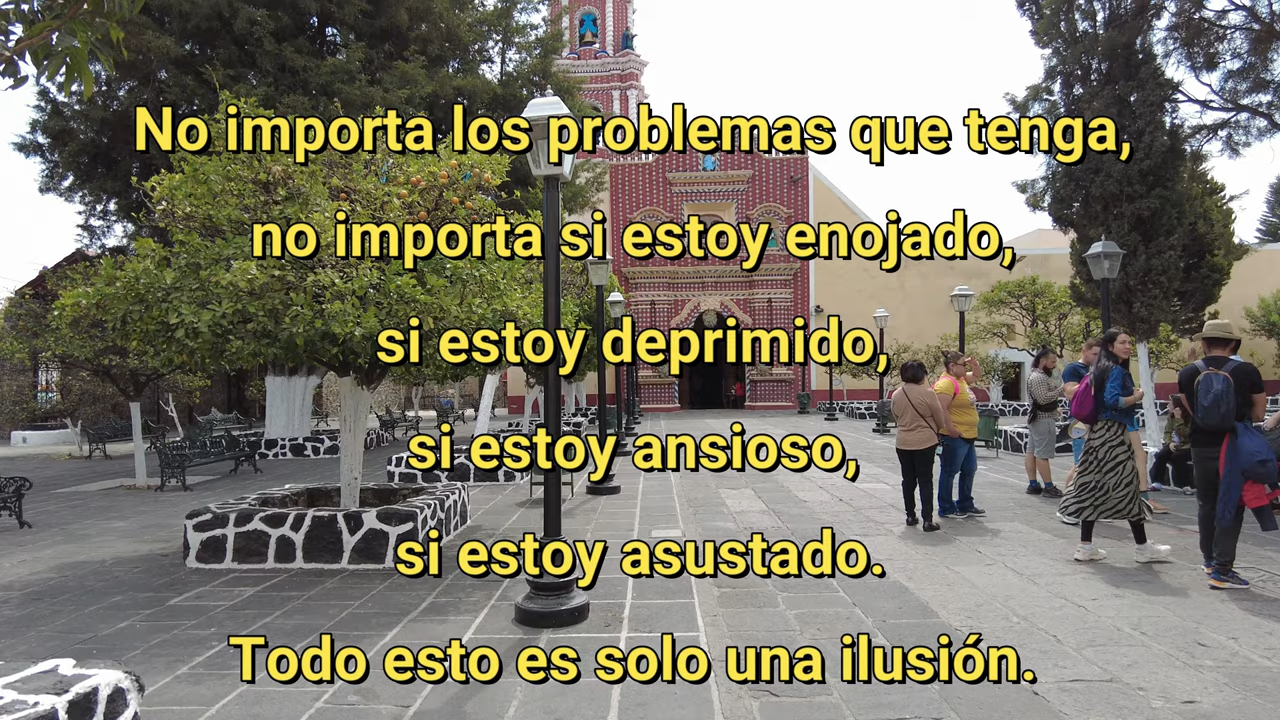 No importa los problemas que tenga,
no importa si estoy enojado,
si estoy deprimido,
si estoy ansioso,
si estoy asustado.
Todo esto es solo una ilusión.